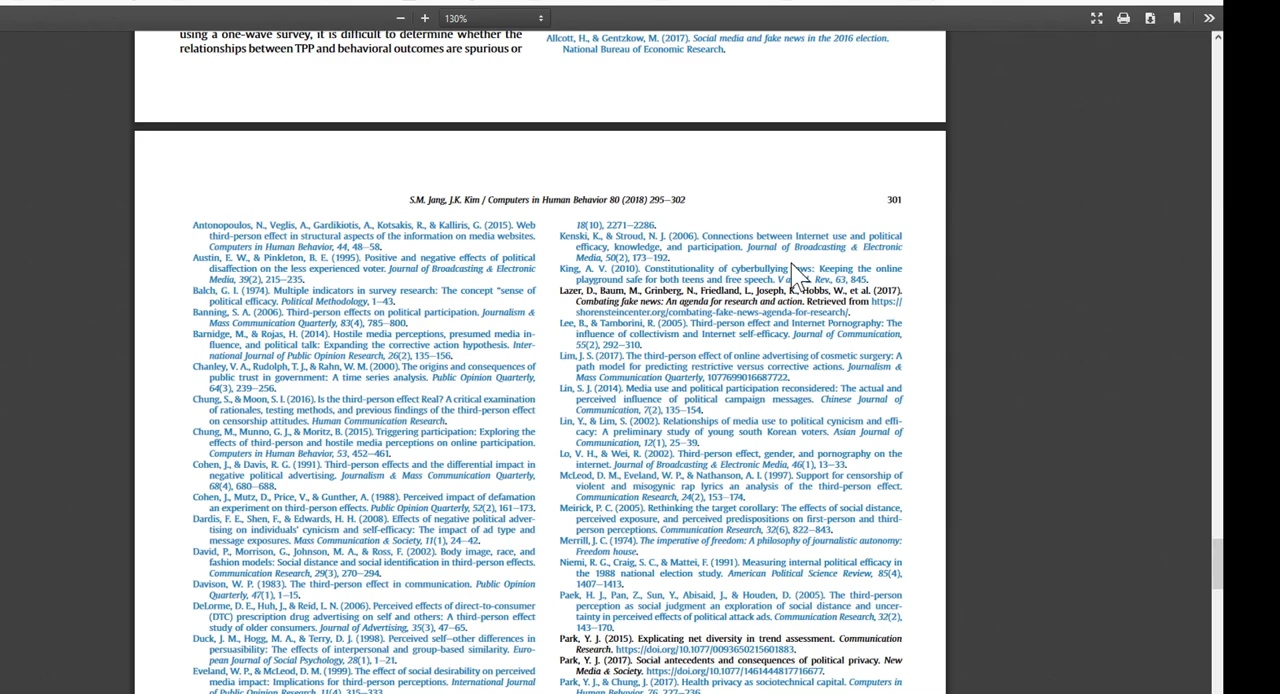 130%
using a one-wave survey, it is difficult to determine whether the
relationships between TPP and behavioral outcomes are spurious or
Allcott, H., & Gentzkow, M. (2017). Social media and fake news in the 2016 election.
National Bureau of Economic Research.
S.M. Jang, J.K. Kim / Computers in Human Behavior 80 (2018) 295–302
301
Antonopoulos, N., Veglis, A., Gardikiotis, A., Kotsakis, R., & Kalliris, G. (2015). Web
third-person effect in structural aspects of the information on media websites.
Computers in Human Behavior, 44, 48–58.
Austin, E. W., & Pinkleton, B. E. (1995). Positive and negative effects of political
disaffection on the less experienced voter. Journal of Broadcasting & Electronic
Media, 39(2), 215–235.
Balch, G. I. (1974). Multiple indicators in survey research: The concept “sense of
political efficacy. Political Methodology, 1–43.
Banning, S. A. (2006). Third-person effects on political participation. Journalism &
Mass Communication Quarterly, 83(4), 785–800.
Barnidge, M., & Rojas, H. (2014). Hostile media perceptions, presumed media in-
fluence, and political talk: Expanding the corrective action hypothesis. Inter-
national Journal of Public Opinion Research, 26(2), 135–156.
Chanley, V. A., Rudolph, T. J., & Rahn, W. M. (2000). The origins and consequences of
public trust in government: A time series analysis. Public Opinion Quarterly,
64(3), 239–256.
Chung, S., & Moon, S. I. (2016). Is the third-person effect Real? A critical examination
of rationales, testing methods, and previous findings of the third-person effect
on censorship attitudes. Human Communication Research.
Chung, M., Munno, G. J., & Moritz, B. (2015). Triggering participation: Exploring the
effects of third-person and hostile media perceptions on online participation.
Computers in Human Behavior, 53, 452–461.
Cohen, J., & Davis, R. G. (1991). Third-person effects and the differential impact in
negative political advertising. Journalism & Mass Communication Quarterly,
68(4), 680–688.
Cohen, J., Mutz, D., Price, V., & Gunther, A. (1988). Perceived impact of defamation
an experiment on third-person effects. Public Opinion Quarterly, 52(2), 161–173.
Dardis, F. E., Shen, F., & Edwards, H. H. (2008). Effects of negative political adver-
tising on individuals' cynicism and self-efficacy: The impact of ad type and
message exposures. Mass Communication & Society, 11(1), 24–42.
David, P., Morrison, G., Johnson, M. A., & Ross, F. (2002). Body image, race, and
fashion models: Social distance and social identification in third-person effects.
Communication Research, 29(3), 270–294.
Davison, W. P. (1983). The third-person effect in communication. Public Opinion
Quarterly, 47(1), 1–15.
DeLorme, D. E., Huh, J., & Reid, L. N. (2006). Perceived effects of direct-to-consumer
(DTC) prescription drug advertising on self and others: A third-person effect
study of older consumers. Journal of Advertising, 35(3), 47–65.
Duck, J. M., Hogg, M. A., & Terry, D. J. (1998). Perceived self–other differences in
persuasibility: The effects of interpersonal and group-based similarity. Euro-
pean Journal of Social Psychology, 28(1), 1–21.
Eveland, W. P., & McLeod, D. M. (1999). The effect of social desirability on perceived
media impact: Implications for third-person perceptions. International Journal
of Public Opinion Research, 11(4), 315–333.
18(10), 2271–2286.
Kenski, K., & Stroud, N. J. (2006). Connections between Internet use and political
efficacy, knowledge, and participation. Journal of Broadcasting & Electronic
Media, 50(2), 173–192.
King, A. V. (2010). Constitutionality of cyberbullying Keeping the online
playground safe for both teens and free speech. Rev., 63, 845.
Lazer, D., Baum, M., Grinberg, N., Friedland, L., Joseph, K., Hobbs, W., et al. (2017).
Combating fake news: An agenda for research and action. Retrieved from https://
shorensteincenter.org/combating-fake-news-agenda-for-research/.
Lee, B., & Tamborini, R. (2005). Third-person effect and Internet Pornography: The
influence of collectivism and Internet self-efficacy. Journal of Communication,
55(2), 292–310.
Lim, J. S. (2017). The third-person effect of online advertising of cosmetic surgery: A
path model for predicting restrictive versus corrective actions. Journalism &
Mass Communication Quarterly, 1077699016687722.
Lin, S. J. (2014). Media use and political participation reconsidered: The actual and
perceived influence of political campaign messages. Chinese Journal of
Communication, 7(2), 135–154.
Lin, Y., & Lim, S. (2002). Relationships of media use to political cynicism and effi-
cacy: A preliminary study of young south Korean voters. Asian Journal of
Communication, 12(1), 25–39.
Lo, V. H., & Wei, R. (2002). Third-person effect, gender, and pornography on the
internet. Journal of Broadcasting & Electronic Media, 46(1), 13–33.
McLeod, D. M., Eveland, W. P., & Nathanson, A. I. (1997). Support for censorship of
violent and misogynic rap lyrics an analysis of the third-person effect.
Communication Research, 24(2), 153–174.
Meirick, P. C. (2005). Rethinking the target corollary: The effects of social distance,
perceived exposure, and perceived predispositions on first-person and third-
person perceptions. Communication Research, 32(6), 822–843.
Merrill, J. C. (1974). The imperative of freedom: A philosophy of journalistic autonomy:
Freedom house.
Niemi, R. G., Craig, S. C., & Mattei, F. (1991). Measuring internal political efficacy in
the 1988 national election study. American Political Science Review, 85(4),
1407–1413.
Paek, H. J., Pan, Z., Sun, Y., Abisaid, J., & Houden, D. (2005). The third-person
perception as social judgment an exploration of social distance and uncer-
tainty in perceived effects of political attack ads. Communication Research, 32(2),
143–170.
Park, Y. J. (2015). Explicating net diversity in trend assessment. Communication
Research. https://doi.org/10.1077/0093650215601883.
Park, Y. J. (2017). Social antecedents and consequences of political privacy. New
Media & Society. https://doi.org/10.1077/1461444817716677.
Park, Y. J., & Chung, J. (2017). Health privacy as sociotechnical capital. Computers in
Human Behavior, 76, 227–236.